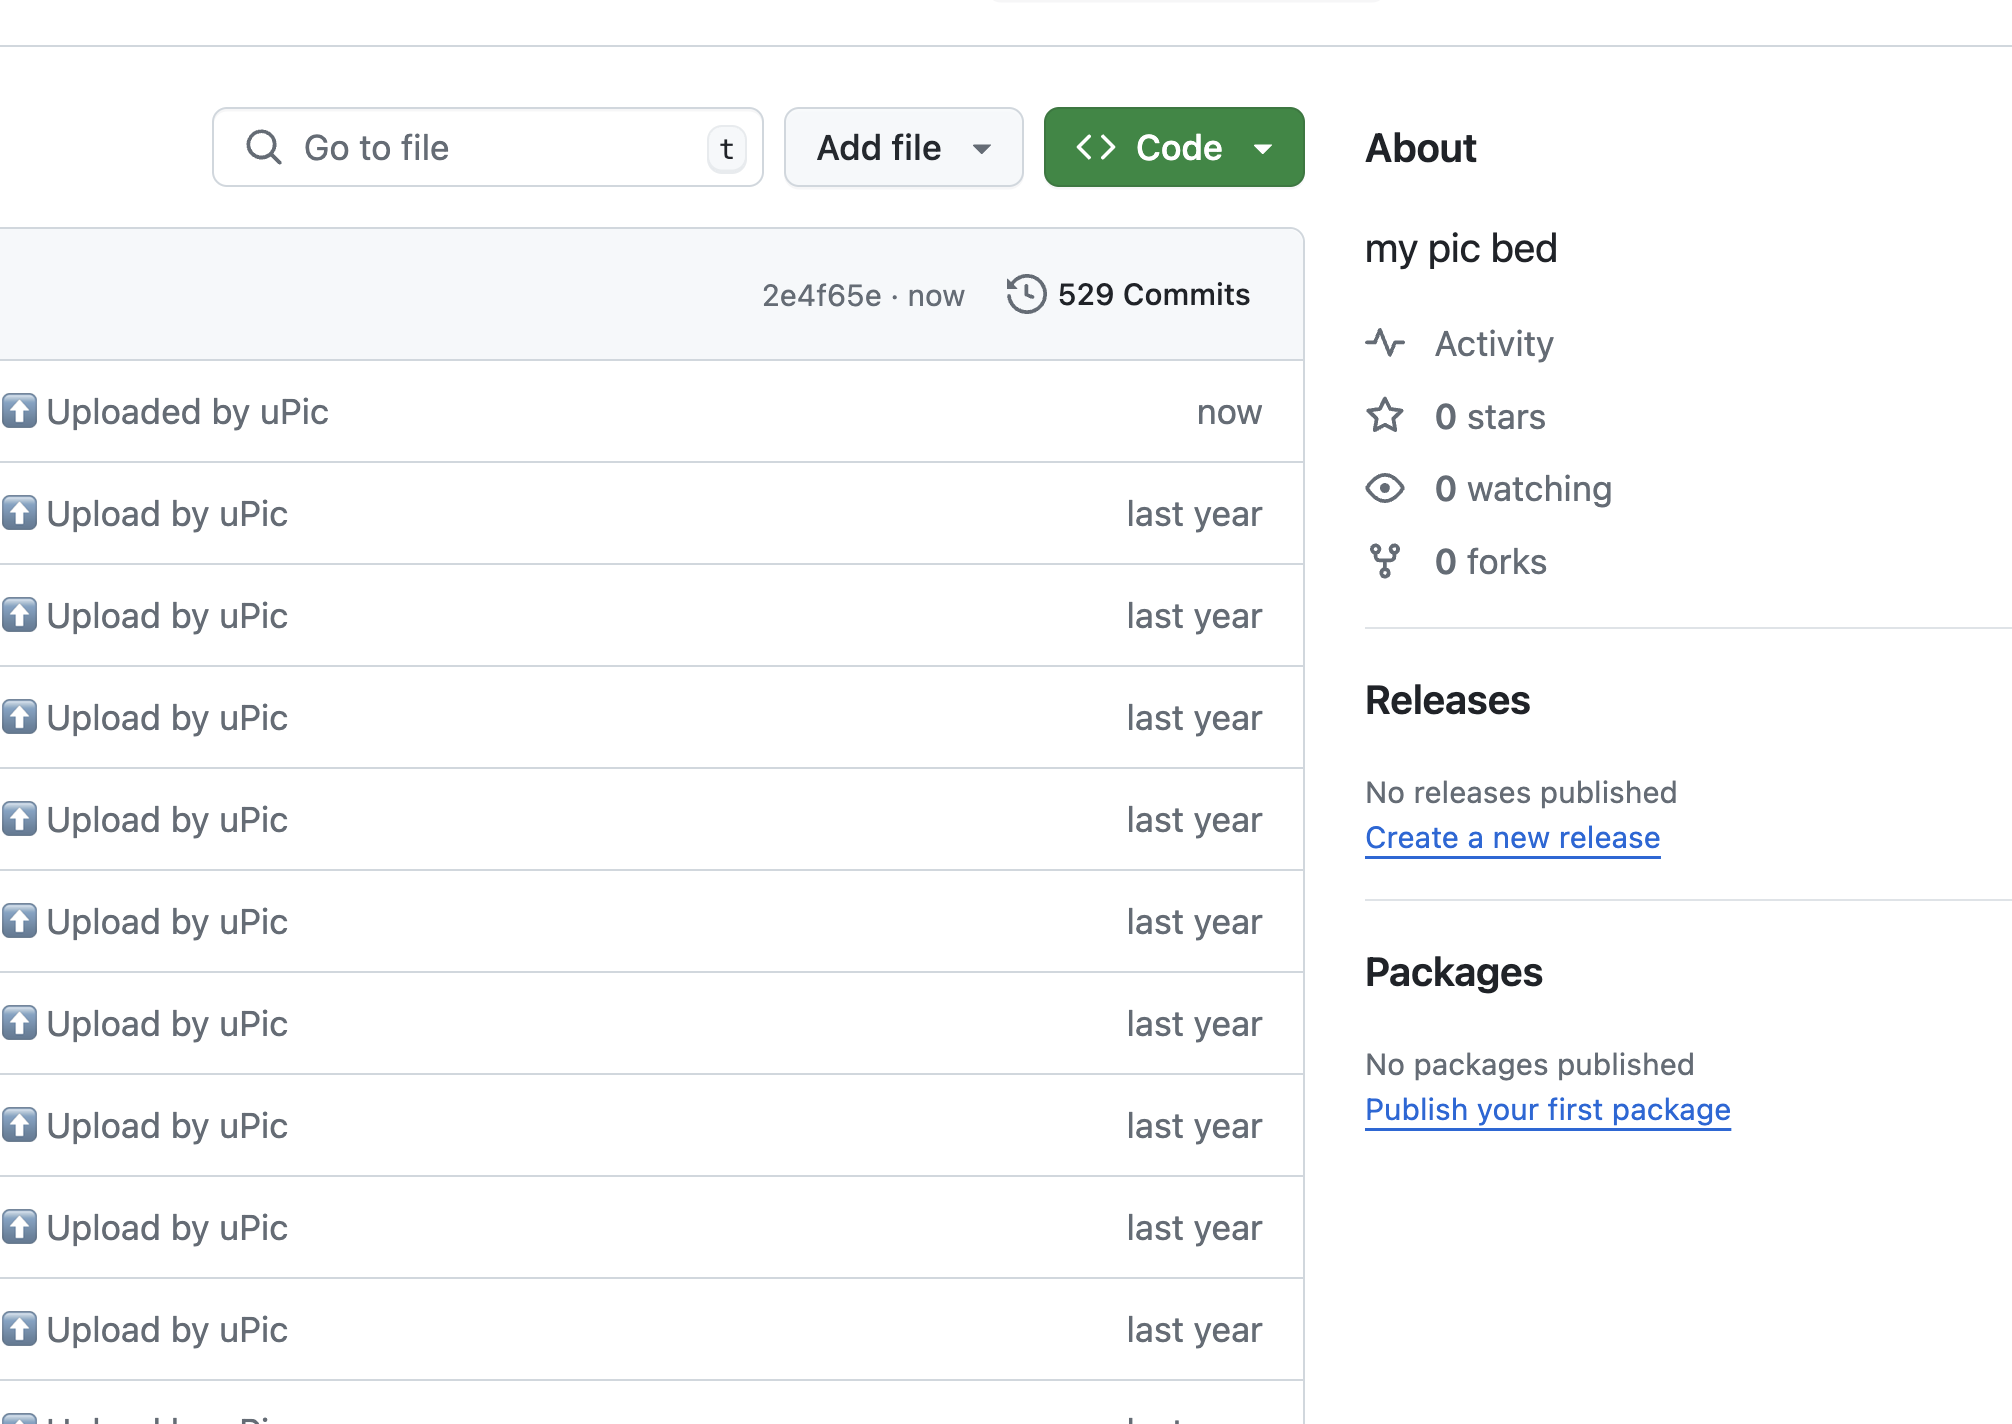 Go to file
t
Add file
Code
2e4f65e · now
529 Commits
⬆ Uploaded by uPic
now
⬆ Upload by uPic
last year
⬆ Upload by uPic
last year
⬆ Upload by uPic
last year
⬆ Upload by uPic
last year
⬆ Upload by uPic
last year
⬆ Upload by uPic
last year
⬆ Upload by uPic
last year
⬆ Upload by uPic
last year
⬆ Upload by uPic
last year
About
my pic bed
Activity
0 stars
0 watching
0 forks
Releases
No releases published
Create a new release
Packages
No packages published
Publish your first package